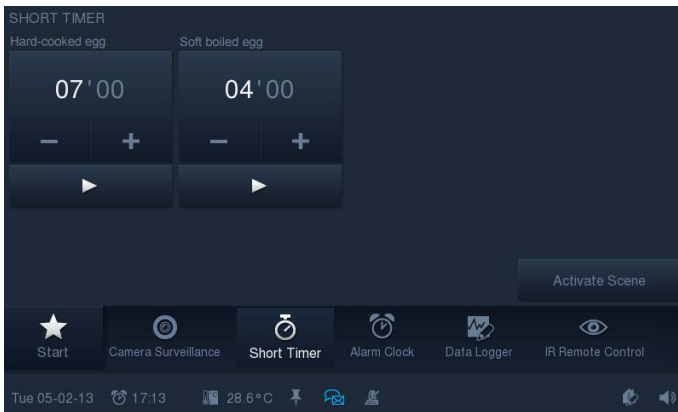 SHORT TIMER
Hard-cooked egg Soft boiled egg
07'00 04'00
− + − +
Activate Scene
Start Camera Surveillance Short Timer Alarm Clock Data Logger IR Remote Control
Tue 05-02-13 17:13 28.6°C